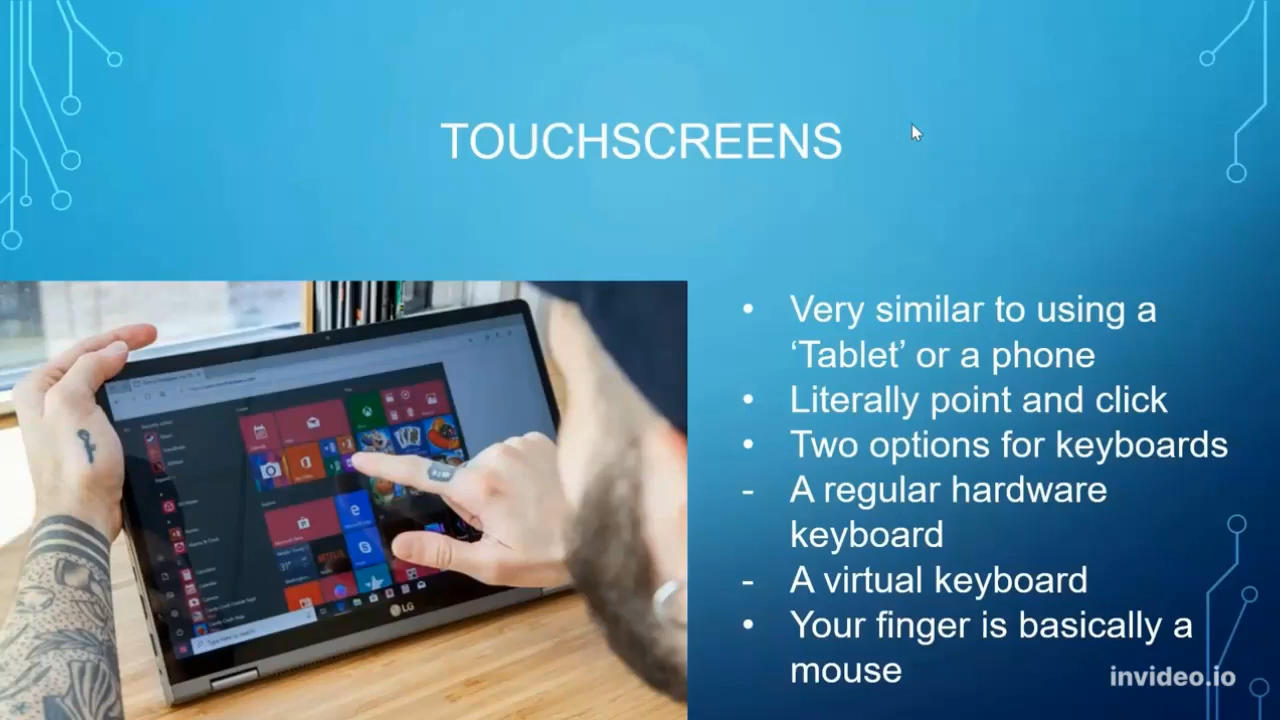 TOUCHSCREENS
• Very similar to using a
‘Tablet’ or a phone
• Literally point and click
• Two options for keyboards
- A regular hardware
keyboard
- A virtual keyboard
• Your finger is basically a
mouse
invideo.io
LG